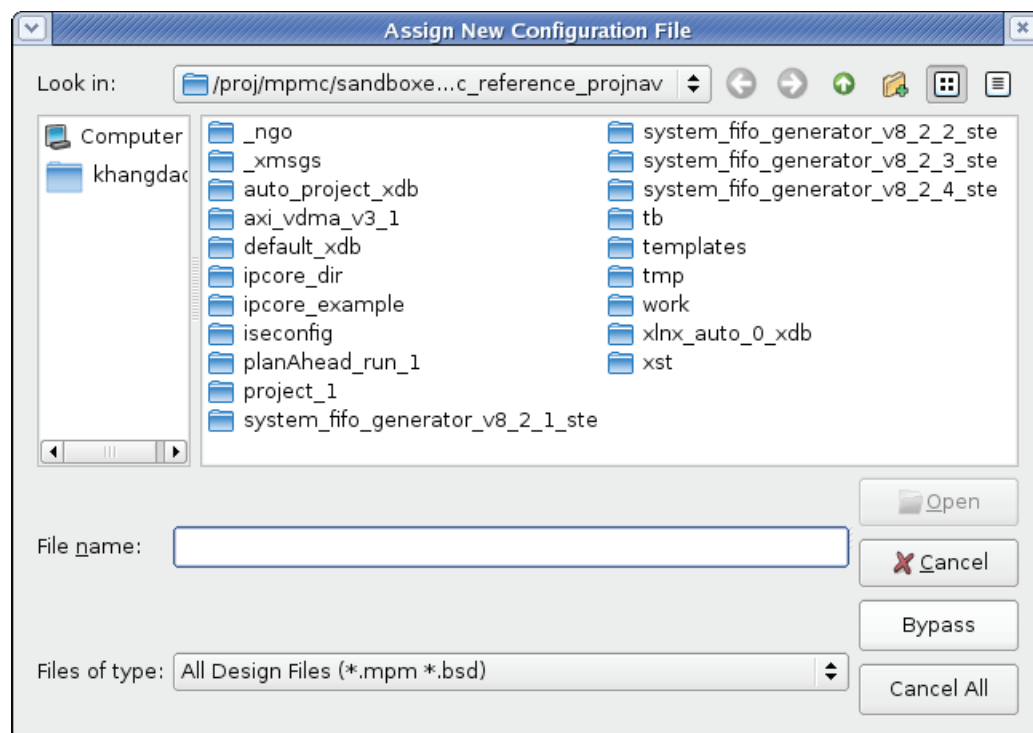 Assign New Configuration File
Look in:
/proj/mpmc/sandboxe...c_reference_projnav
Computer
khangdac
_ngo
_xmsgs
auto_project_xdb
axi_vdma_v3_1
default_xdb
ipcore_dir
ipcore_example
iseconfig
planAhead_run_1
project_1
system_fifo_generator_v8_2_1_ste
system_fifo_generator_v8_2_2_ste
system_fifo_generator_v8_2_3_ste
system_fifo_generator_v8_2_4_ste
tb
templates
tmp
work
xlnx_auto_0_xdb
xst
Open
File name:
Cancel
Bypass
Files of type:
All Design Files (*.mpm *.bsd)
Cancel All